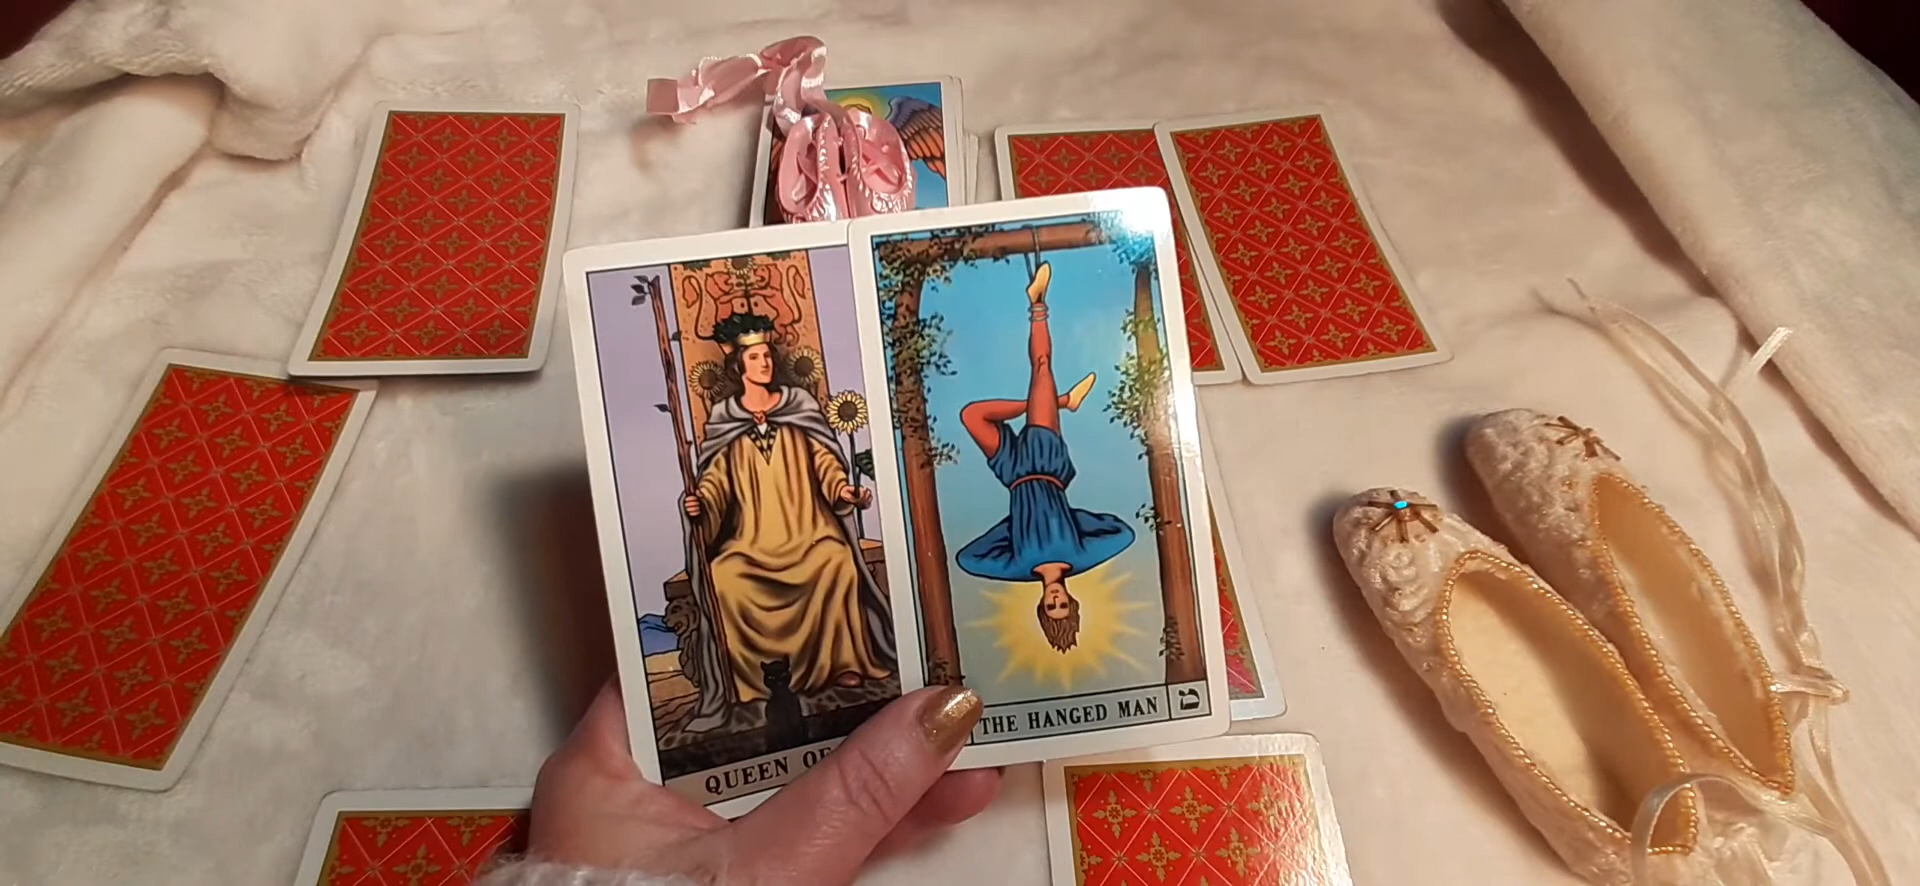 QUEEN OF
THE HANGED MAN מ